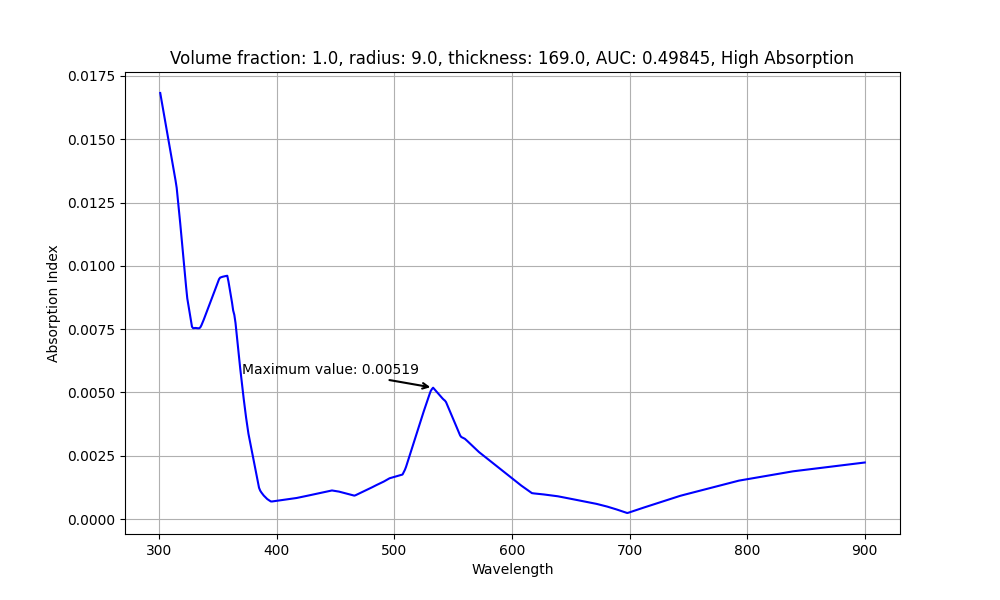 Volume fraction: 1.0, radius: 9.0, thickness: 169.0, AUC: 0.49845, High Absorption
0.0175
0.0150
0.0125
0.0100
0.0075
0.0050
0.0025
0.0000
Absorption Index
Maximum value: 0.00519
300 400 500 600 700 800 900
Wavelength